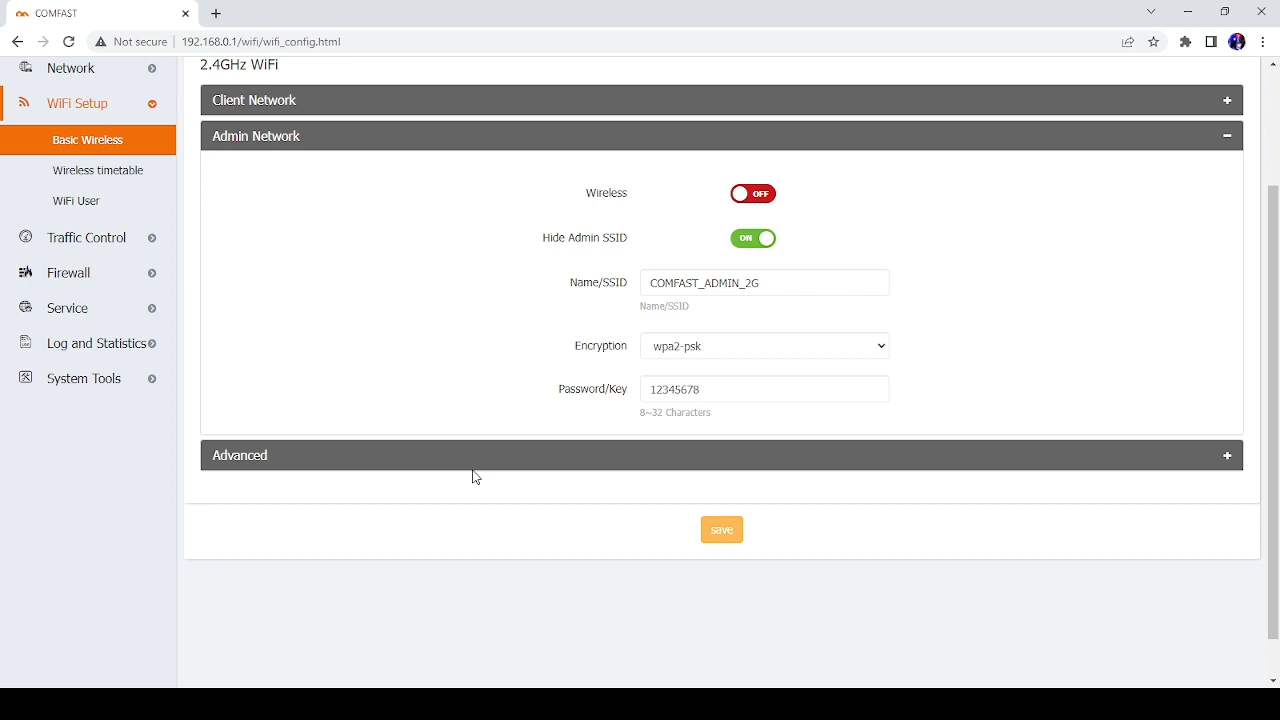 COMFAST
Not secure
192.168.0.1/wifi/wifi_config.html
Network
WiFi Setup
Basic Wireless
Wireless timetable
WiFi User
Traffic Control
Firewall
Service
Log and Statistics
System Tools
2.4GHz WiFi
Client Network
Admin Network
Wireless
OFF
Hide Admin SSID
ON
Name/SSID
COMFAST_ADMIN_2G
Name/SSID
Encryption
wpa2-psk
Password/Key
12345678
8~32 Characters
Advanced
save